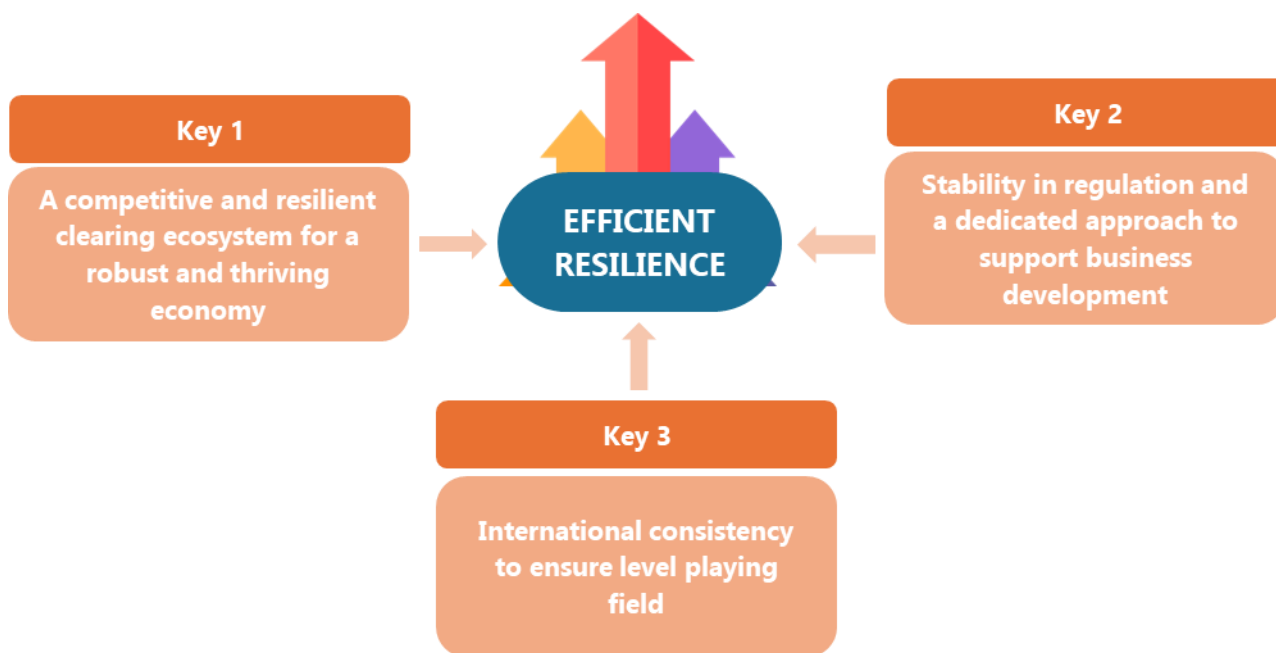 Key 1
A competitive and resilient
clearing ecosystem for a
robust and thriving
economy
EFFICIENT
RESILIENCE
Key 2
Stability in regulation and
a dedicated approach to
support business
development
Key 3
International consistency
to ensure level playing
field